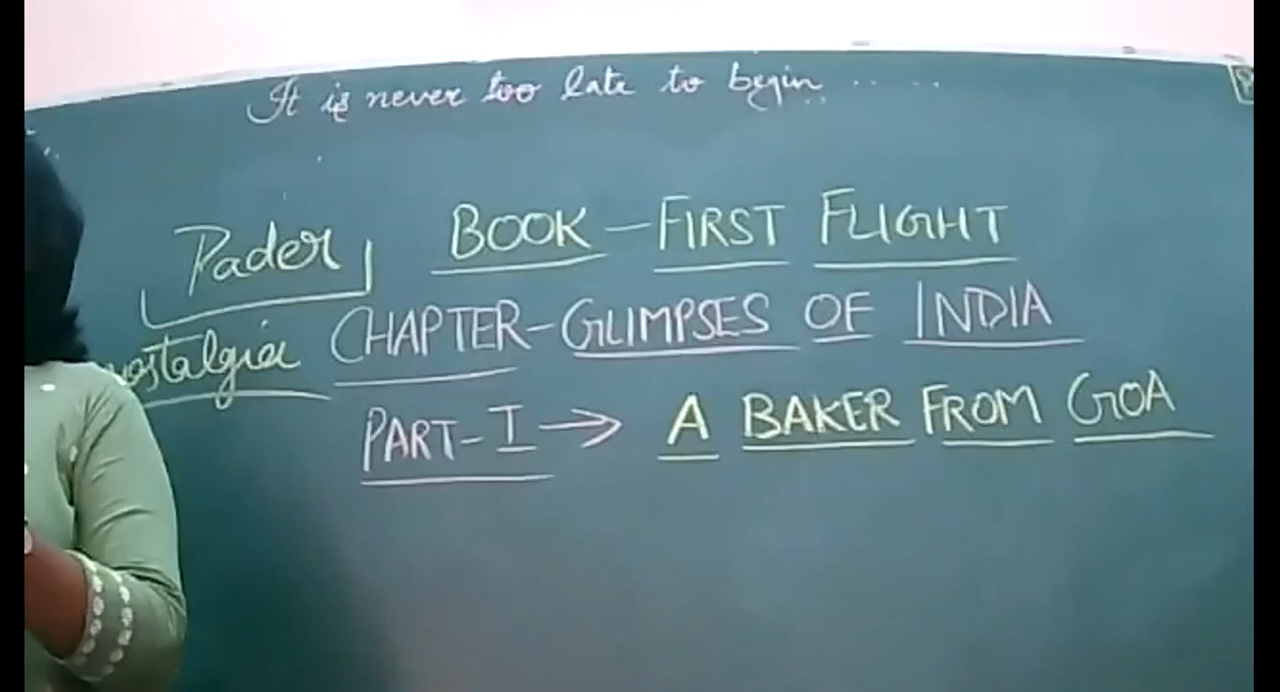 It is never too late to begin .......
Pader
BOOK - FIRST FLIGHT
nostalgia
CHAPTER - GLIMPSES OF INDIA
PART - I → A BAKER FROM GOA